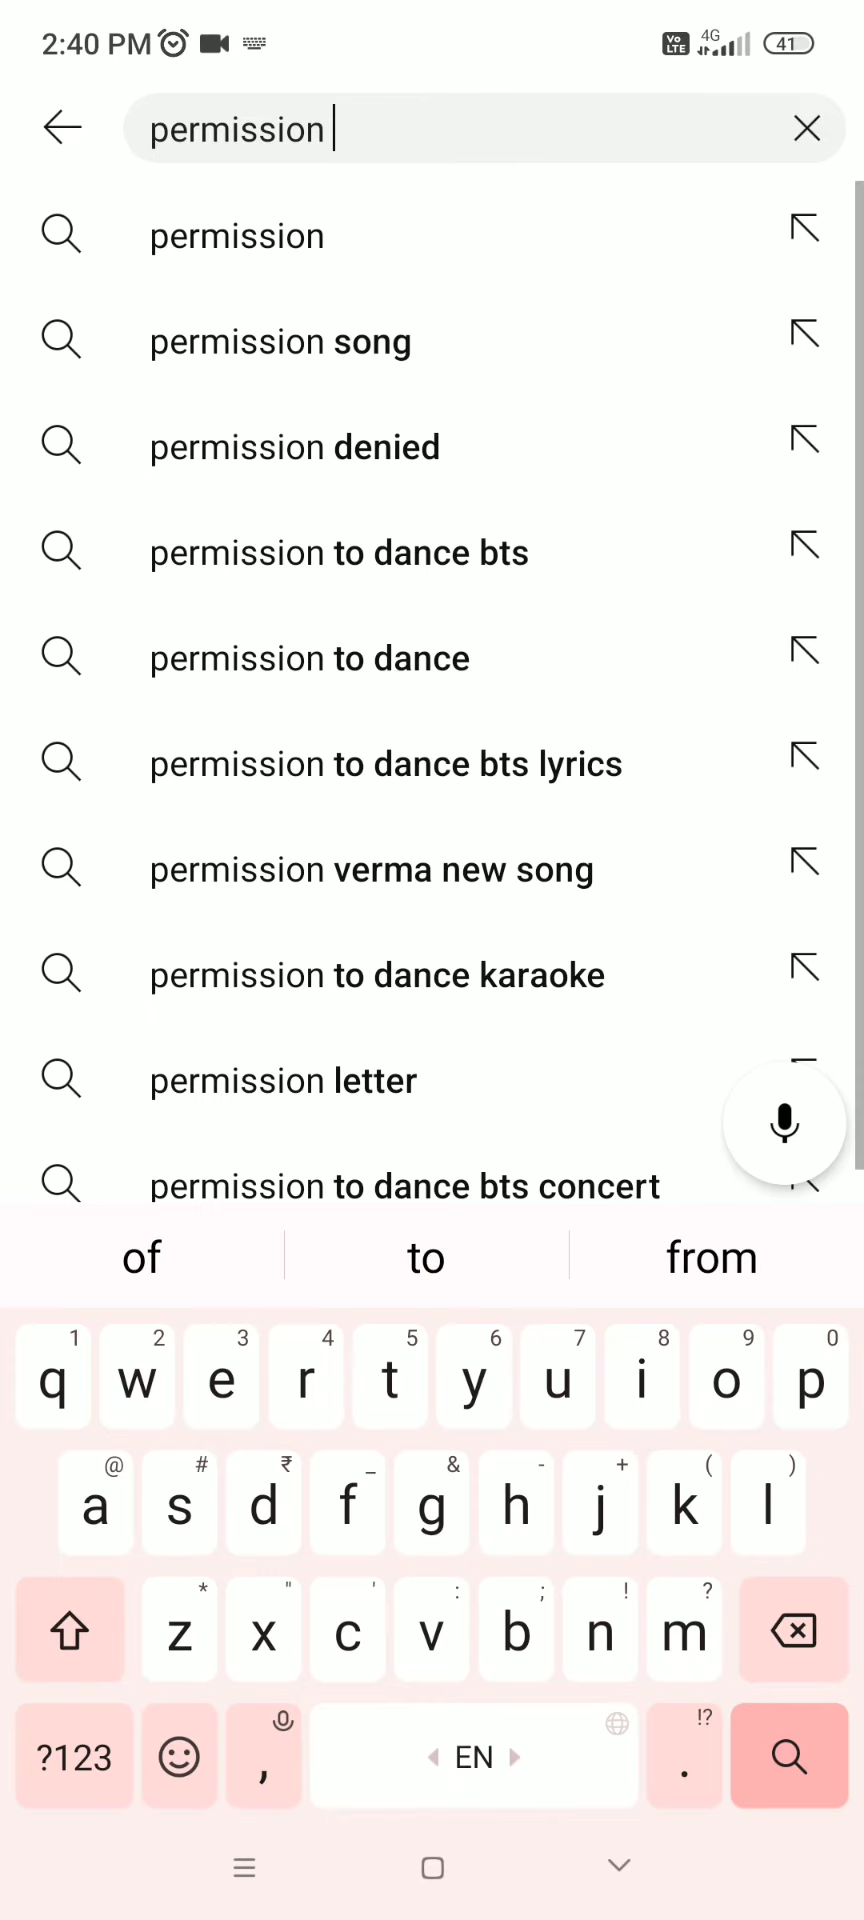 2:40 PM Vo LTE 4G 41
permission
permission
permission song
permission denied
permission to dance bts
permission to dance
permission to dance bts lyrics
permission verma new song
permission to dance karaoke
permission letter
permission to dance bts concert
of to from
1 2 3 4 5 6 7 8 9 0
q w e r t y u i o p
@ # ₹ _ & - + ( )
a s d f g h j k l
* " ' : ; ! ?
z x c v b n m
!?
?123 , EN .